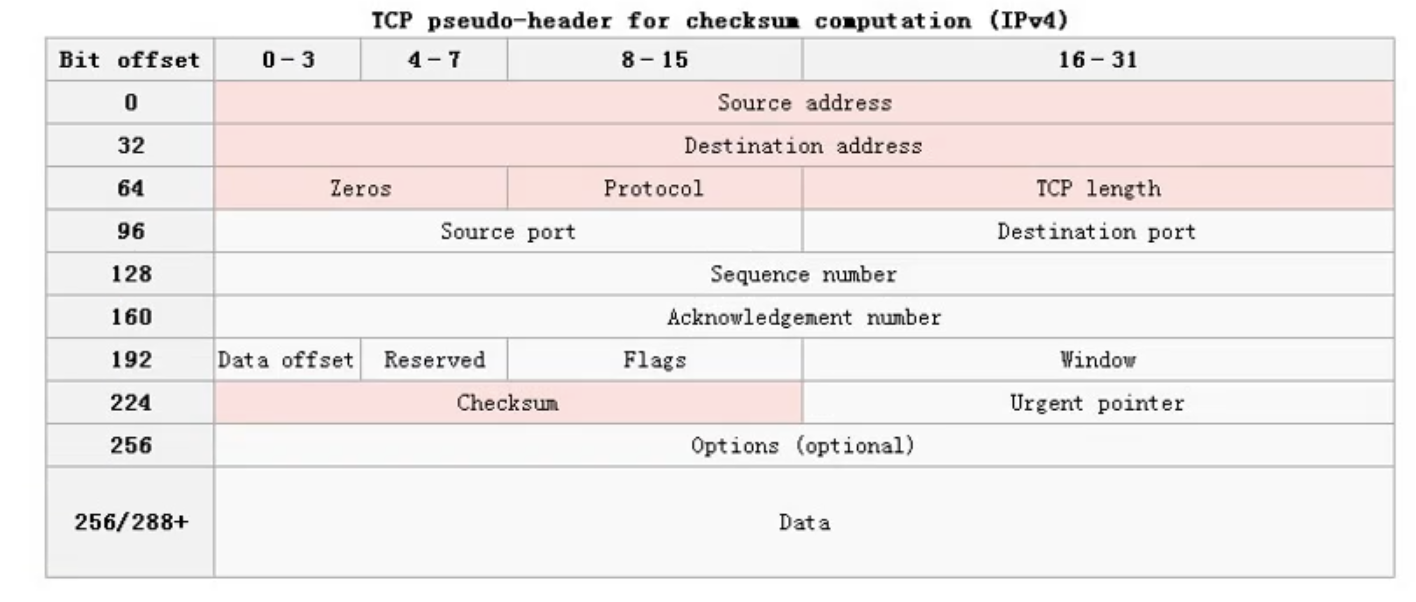 TCP pseudo-header for checksum computation (IPv4)
Bit offset 0-3 4-7 8-15 16-31
0 Source address
32 Destination address
64 Zeros Protocol TCP length
96 Source port Destination port
128 Sequence number
160 Acknowledgement number
192 Data offset Reserved Flags Window
224 Checksum Urgent pointer
256 Options (optional)
256/288+ Data